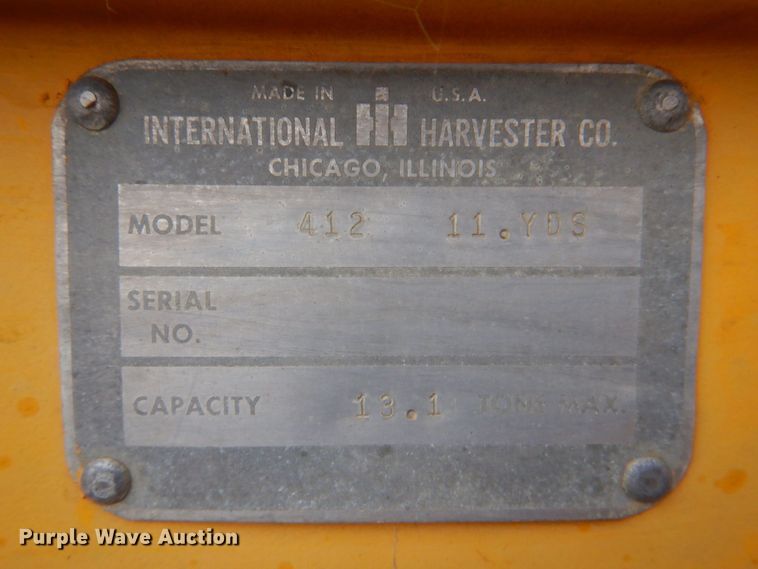 MADE IN U.S.A.
INTERNATIONAL IH HARVESTER CO.
CHICAGO, ILLINOIS
MODEL 412 11.YDS
SERIAL
NO.
CAPACITY 13.1 TONS MAX.
Purple Wave Auction